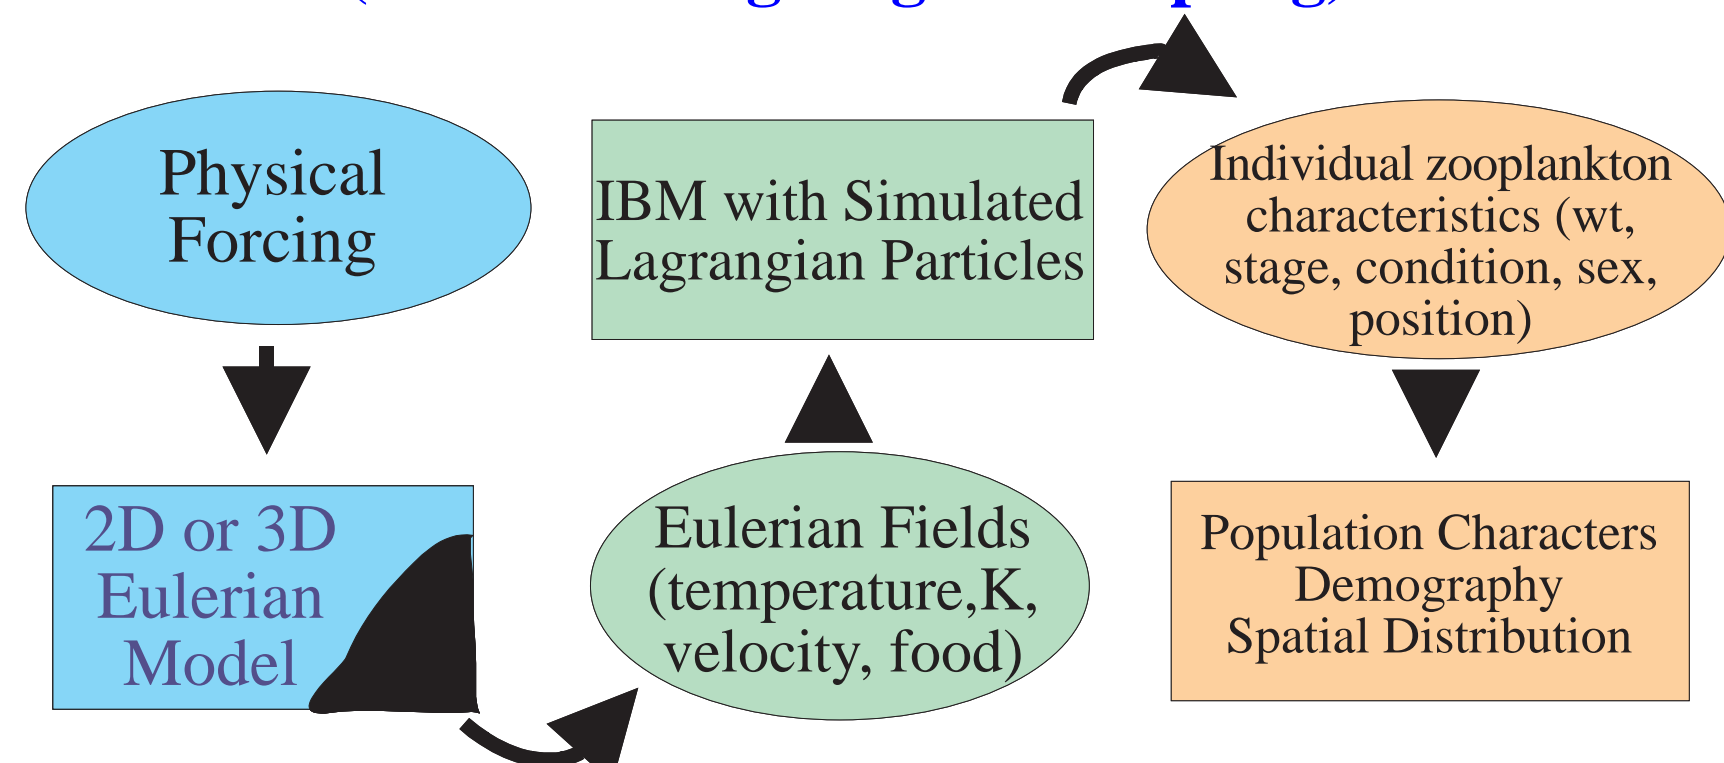 Physical
Forcing
2D or 3D
Eulerian
Model
Eulerian Fields
(temperature,K,
velocity, food)
IBM with Simulated
Lagrangian Particles
Individual zooplankton
characteristics (wt,
stage, condition, sex,
position)
Population Characters
Demography
Spatial Distribution